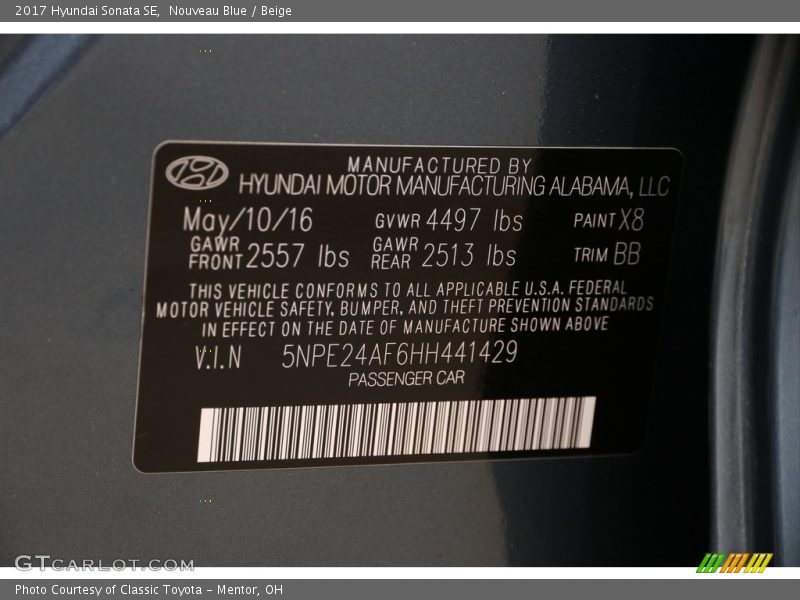 2017 Hyundai Sonata SE,  Nouveau Blue / Beige
MANUFACTURED BY
HYUNDAI MOTOR MANUFACTURING ALABAMA, LLC
May/10/16 GVWR 4497 lbs PAINT X8
GAWR FRONT 2557 lbs GAWR REAR 2513 lbs TRIM BB
THIS VEHICLE CONFORMS TO ALL APPLICABLE U.S.A. FEDERAL
MOTOR VEHICLE SAFETY, BUMPER, AND THEFT PREVENTION STANDARDS
IN EFFECT ON THE DATE OF MANUFACTURE SHOWN ABOVE
V.I.N 5NPE24AF6HH441429
PASSENGER CAR
GTCARLOT.COM
Photo Courtesy of Classic Toyota - Mentor, OH